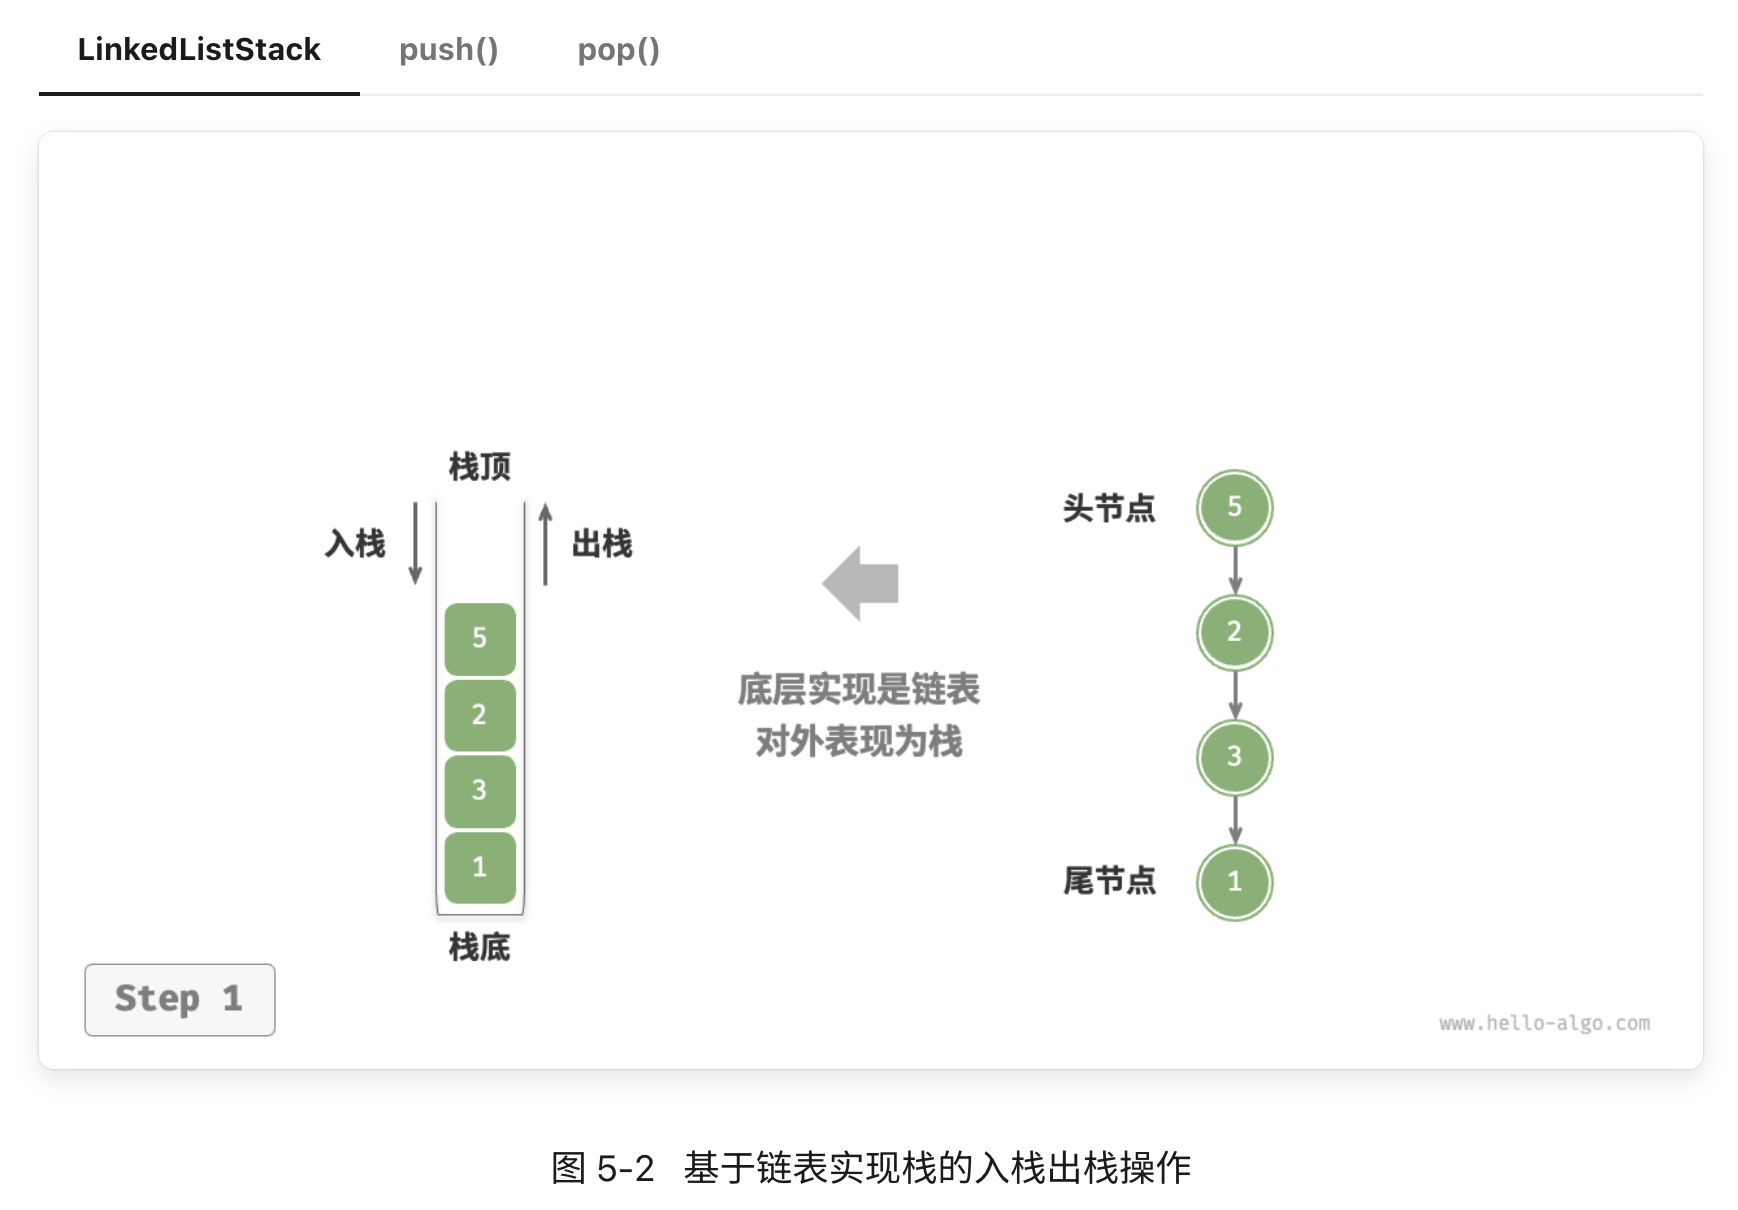 LinkedListStack push() pop()
栈顶
入栈
出栈
5
2
3
1
栈底
底层实现是链表
对外表现为栈
头节点
5
2
3
尾节点
1
Step 1
www.hello-algo.com
图 5-2 基于链表实现栈的入栈出栈操作